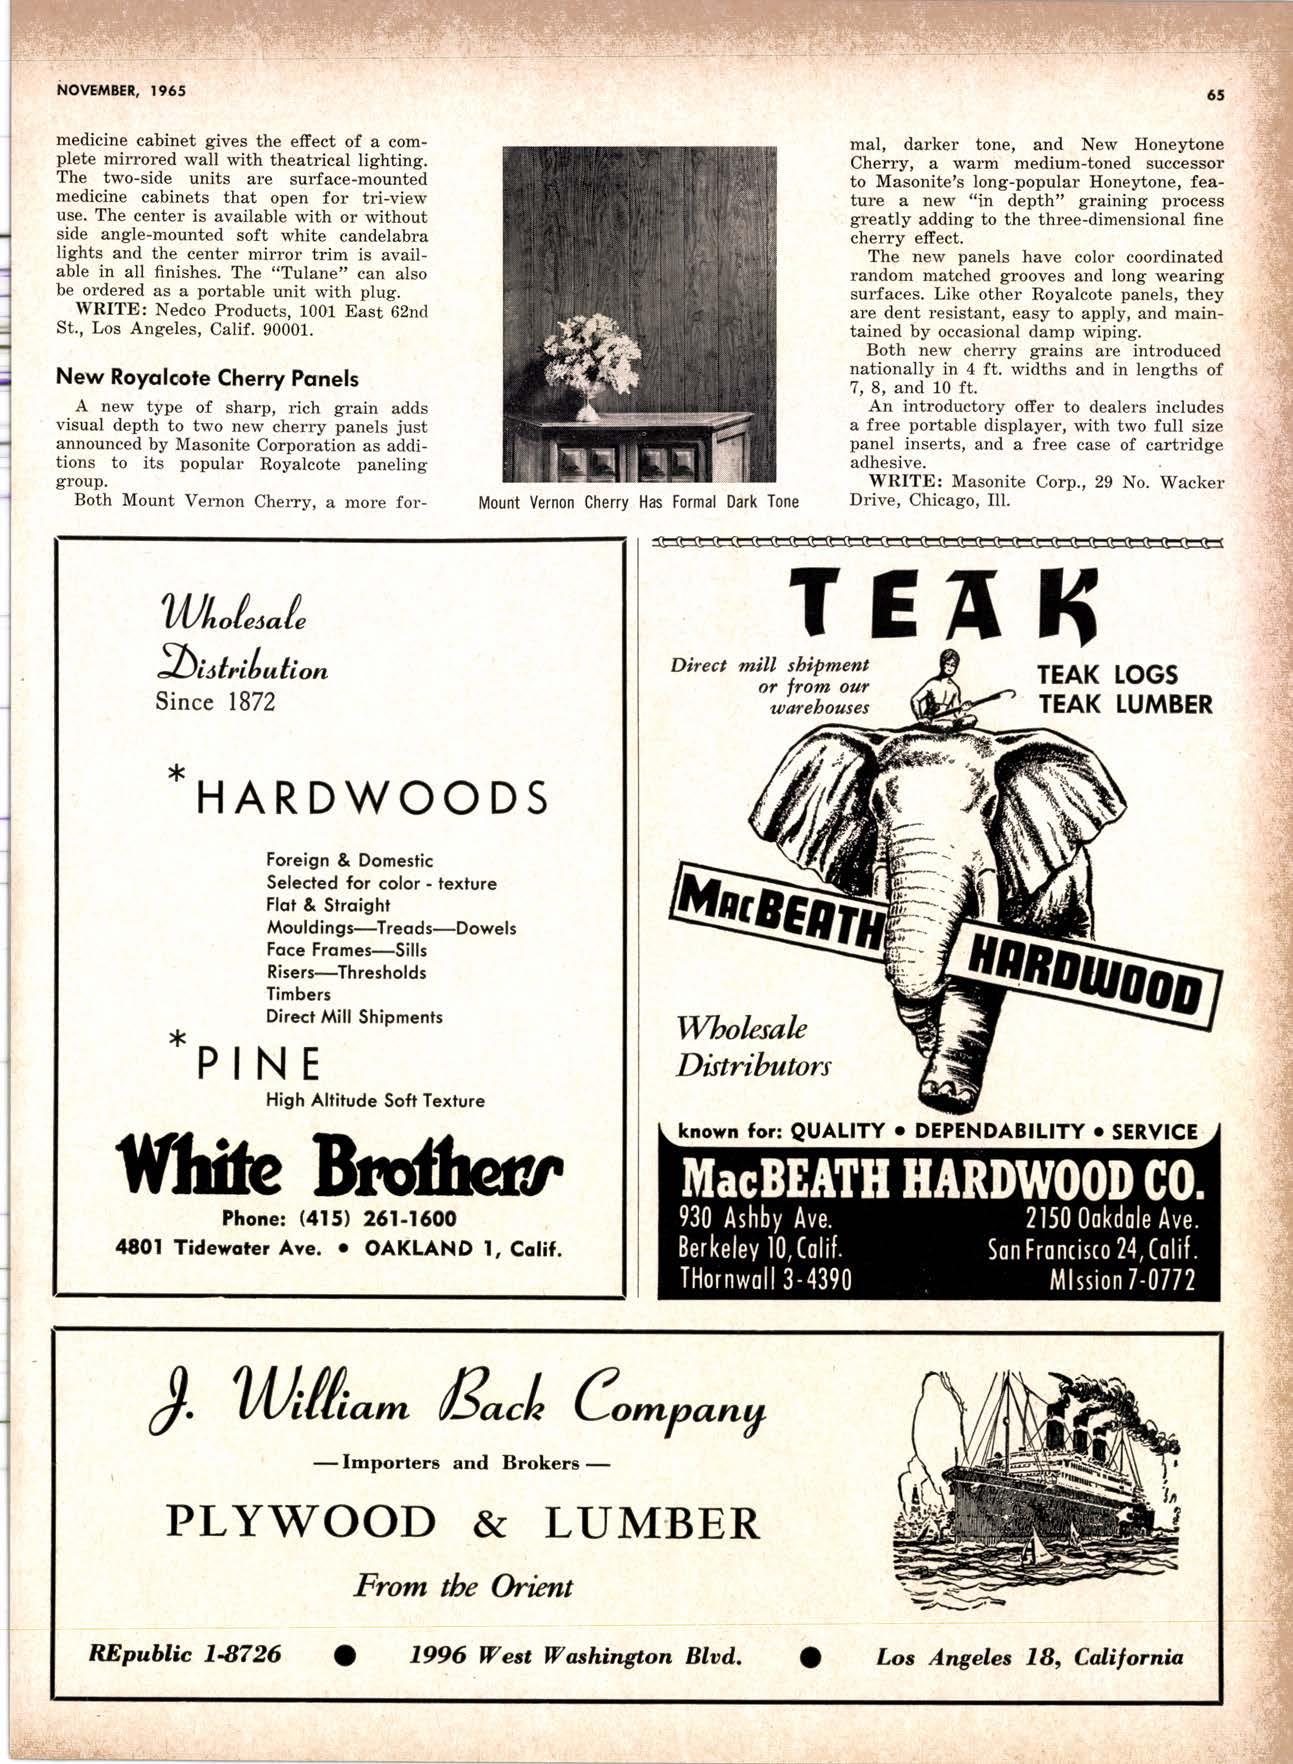 NOVEMBER, 1965
65
medicine cabinet gives the effect of a com-
plete mirrored wall with theatrical lighting.
The two-side units are surface-mounted
medicine cabinets that open for tri-view
use. The center is available with or without
side angle-mounted soft white candelabra
lights and the center mirror trim is avail-
able in all finishes. The “Tulane” can also
be ordered as a portable unit with plug.
WRITE: Nedco Products, 1001 East 62nd
St., Los Angeles, Calif. 90001.
New Royalcote Cherry Panels
A new type of sharp, rich grain adds
visual depth to two new cherry panels just
announced by Masonite Corporation as addi-
tions to its popular Royalcote paneling
group.
Both Mount Vernon Cherry, a more for-
Mount Vernon Cherry Has Formal Dark Tone
mal, darker tone, and New Honeytone
Cherry, a warm medium-toned successor
to Masonite's long-popular Honeytone, fea-
ture a new “in depth” graining process
greatly adding to the three-dimensional fine
cherry effect.
The new panels have color coordinated
random matched grooves and long wearing
surfaces. Like other Royalcote panels, they
are dent resistant, easy to apply, and main-
tained by occasional damp wiping.
Both new cherry grains are introduced
nationally in 4 ft. widths and in lengths of
7, 8, and 10 ft.
An introductory offer to dealers includes
a free portable displayer, with two full size
panel inserts, and a free case of cartridge
adhesive.
WRITE: Masonite Corp., 29 No. Wacker
Drive, Chicago, Ill.
Wholesale
Distribution
Since 1872
*HARDWOODS
Foreign & Domestic
Selected for color - texture
Flat & Straight
Mouldings—Treads—Dowels
Face Frames—Sills
Risers—Thresholds
Timbers
Direct Mill Shipments
*PINE
High Altitude Soft Texture
White Brothers
Phone: (415) 261-1600
4801 Tidewater Ave. • OAKLAND 1, Calif.
TEAK
Direct mill shipment
or from our
warehouses
TEAK LOGS
TEAK LUMBER
MacBEATH
HARDWOOD
Wholesale
Distributors
known for: QUALITY • DEPENDABILITY • SERVICE
MacBEATH HARDWOOD CO.
930 Ashby Ave.
Berkeley 10, Calif.
THornwall 3-4390
2150 Oakdale Ave.
San Francisco 24, Calif.
MIssion 7-0772
J. William Back Company
—Importers and Brokers—
PLYWOOD & LUMBER
From the Orient
REpublic 1-8726 • 1996 West Washington Blvd. • Los Angeles 18, California